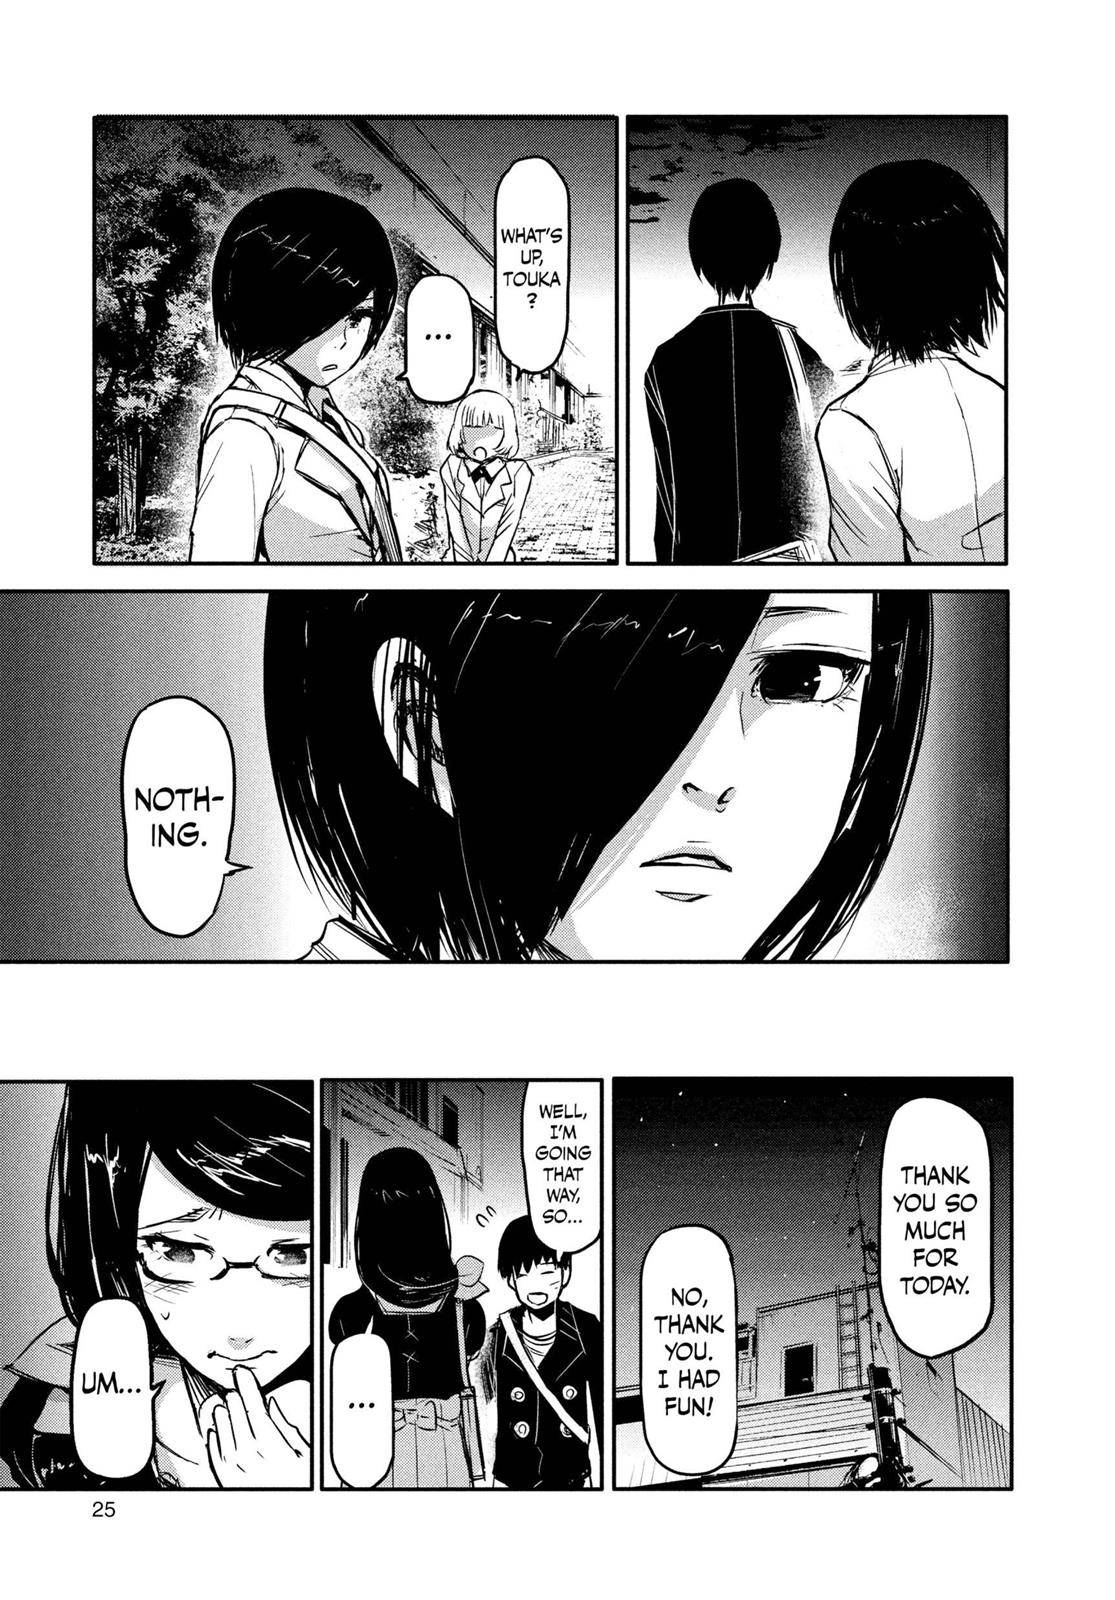 WHAT'S
UP,
TOUKA
?
...
NOTH-
ING.
THANK
YOU SO
MUCH
FOR
TODAY.
NO,
THANK
YOU.
I HAD
FUN!
WELL,
I'M
GOING
THAT
WAY,
SO...
...
UM...
25